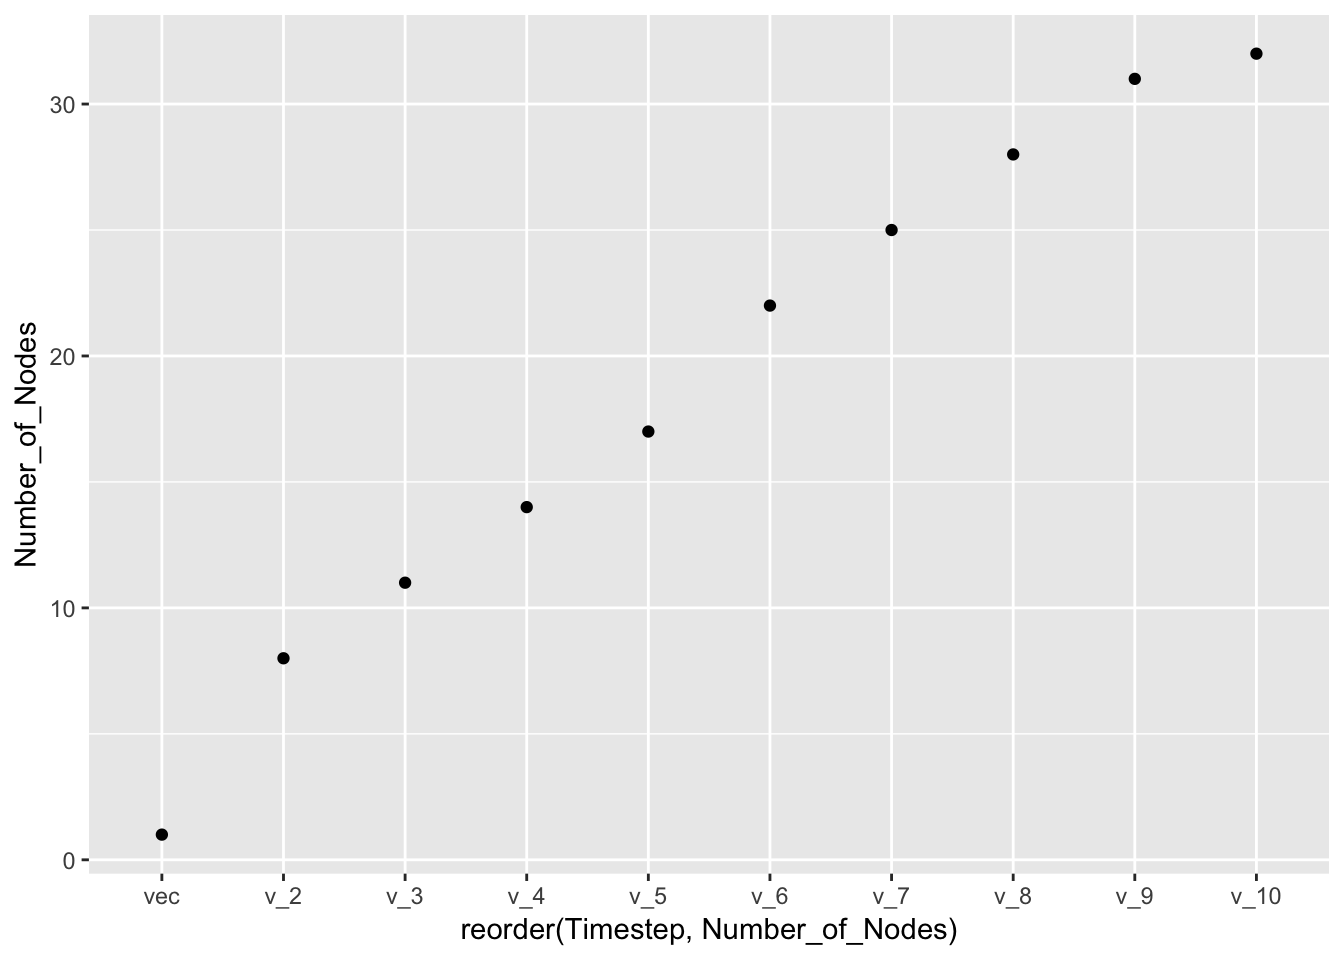 Number_of_Nodes
30
20
10
0
vec v_2 v_3 v_4 v_5 v_6 v_7 v_8 v_9 v_10
reorder(Timestep, Number_of_Nodes)